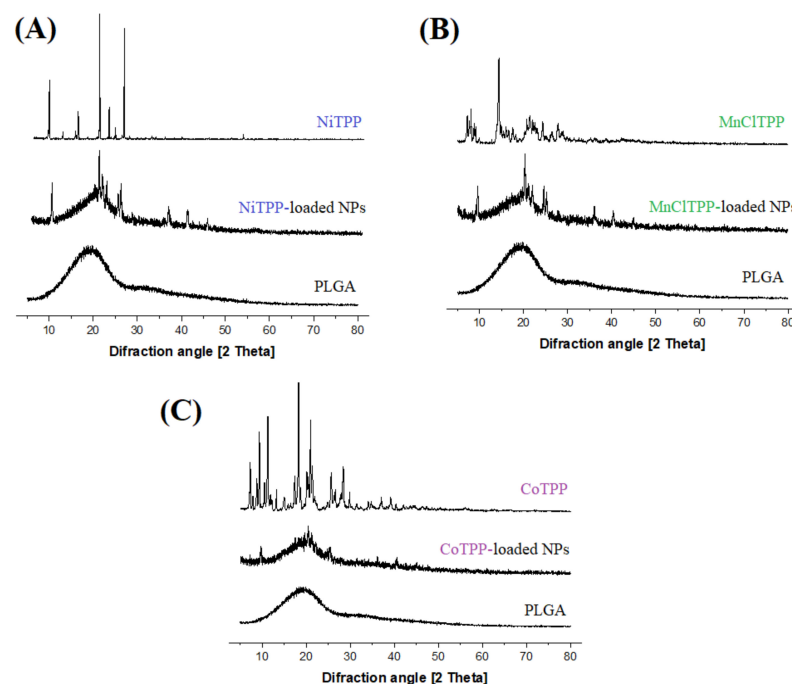 (A)
NiTPP
NiTPP-loaded NPs
PLGA
10 20 30 40 50 60 70 80
Difraction angle [2 Theta]
(B)
MnClTPP
MnClTPP-loaded NPs
PLGA
10 20 30 40 50 60 70 80
Difraction angle [2 Theta]
(C)
CoTPP
CoTPP-loaded NPs
PLGA
10 20 30 40 50 60 70 80
Difraction angle [2 Theta]